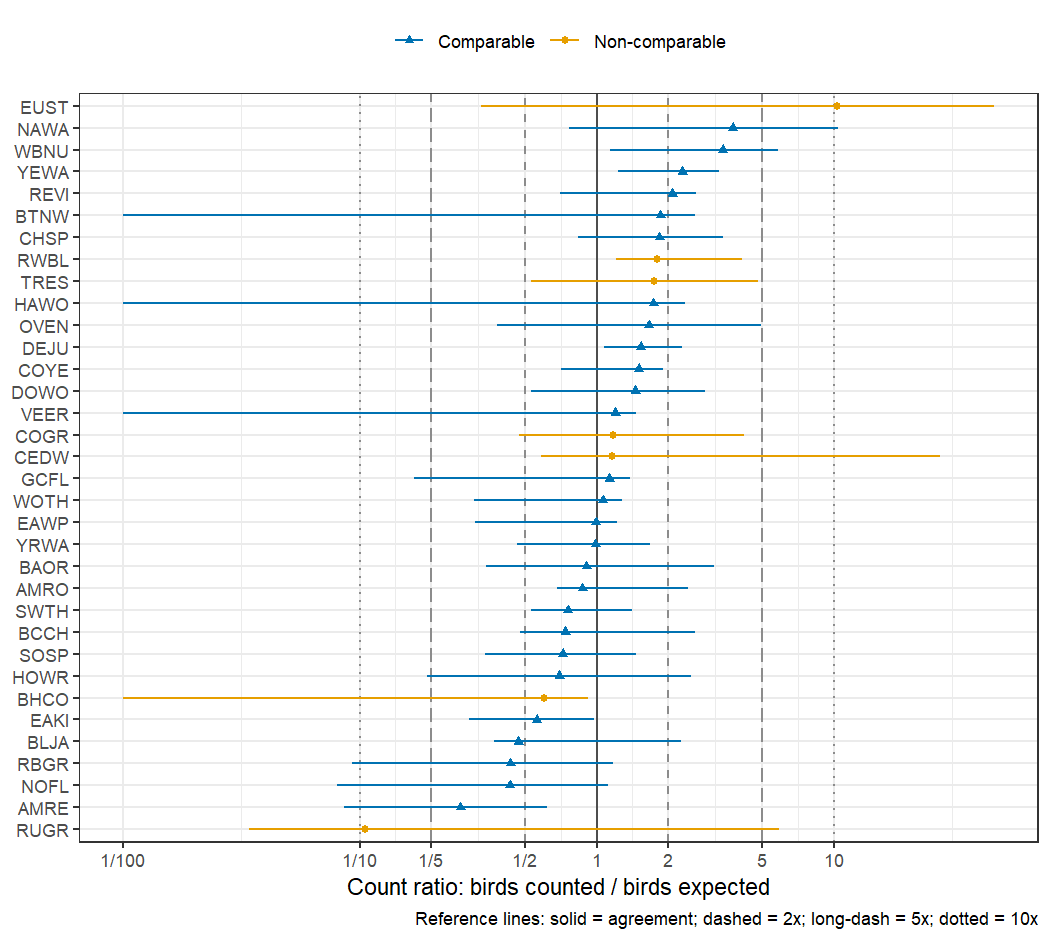 Comparable Non-comparable
EUST
NAWA
WBNU
YEWA
REVI
BTNW
CHSP
RWBL
TRES
HAWO
OVEN
DEJU
COYE
DOWO
VEER
COGR
CEDW
GCFL
WOTH
EAWP
YRWA
BAOR
AMRO
SWTH
BCCH
SOSP
HOWR
BHCO
EAKI
BLJA
RBGR
NOFL
AMRE
RUGR
1/100 1/10 1/5 1/2 1 2 5 10
Count ratio: birds counted / birds expected
Reference lines: solid = agreement; dashed = 2x; long-dash = 5x; dotted = 10x